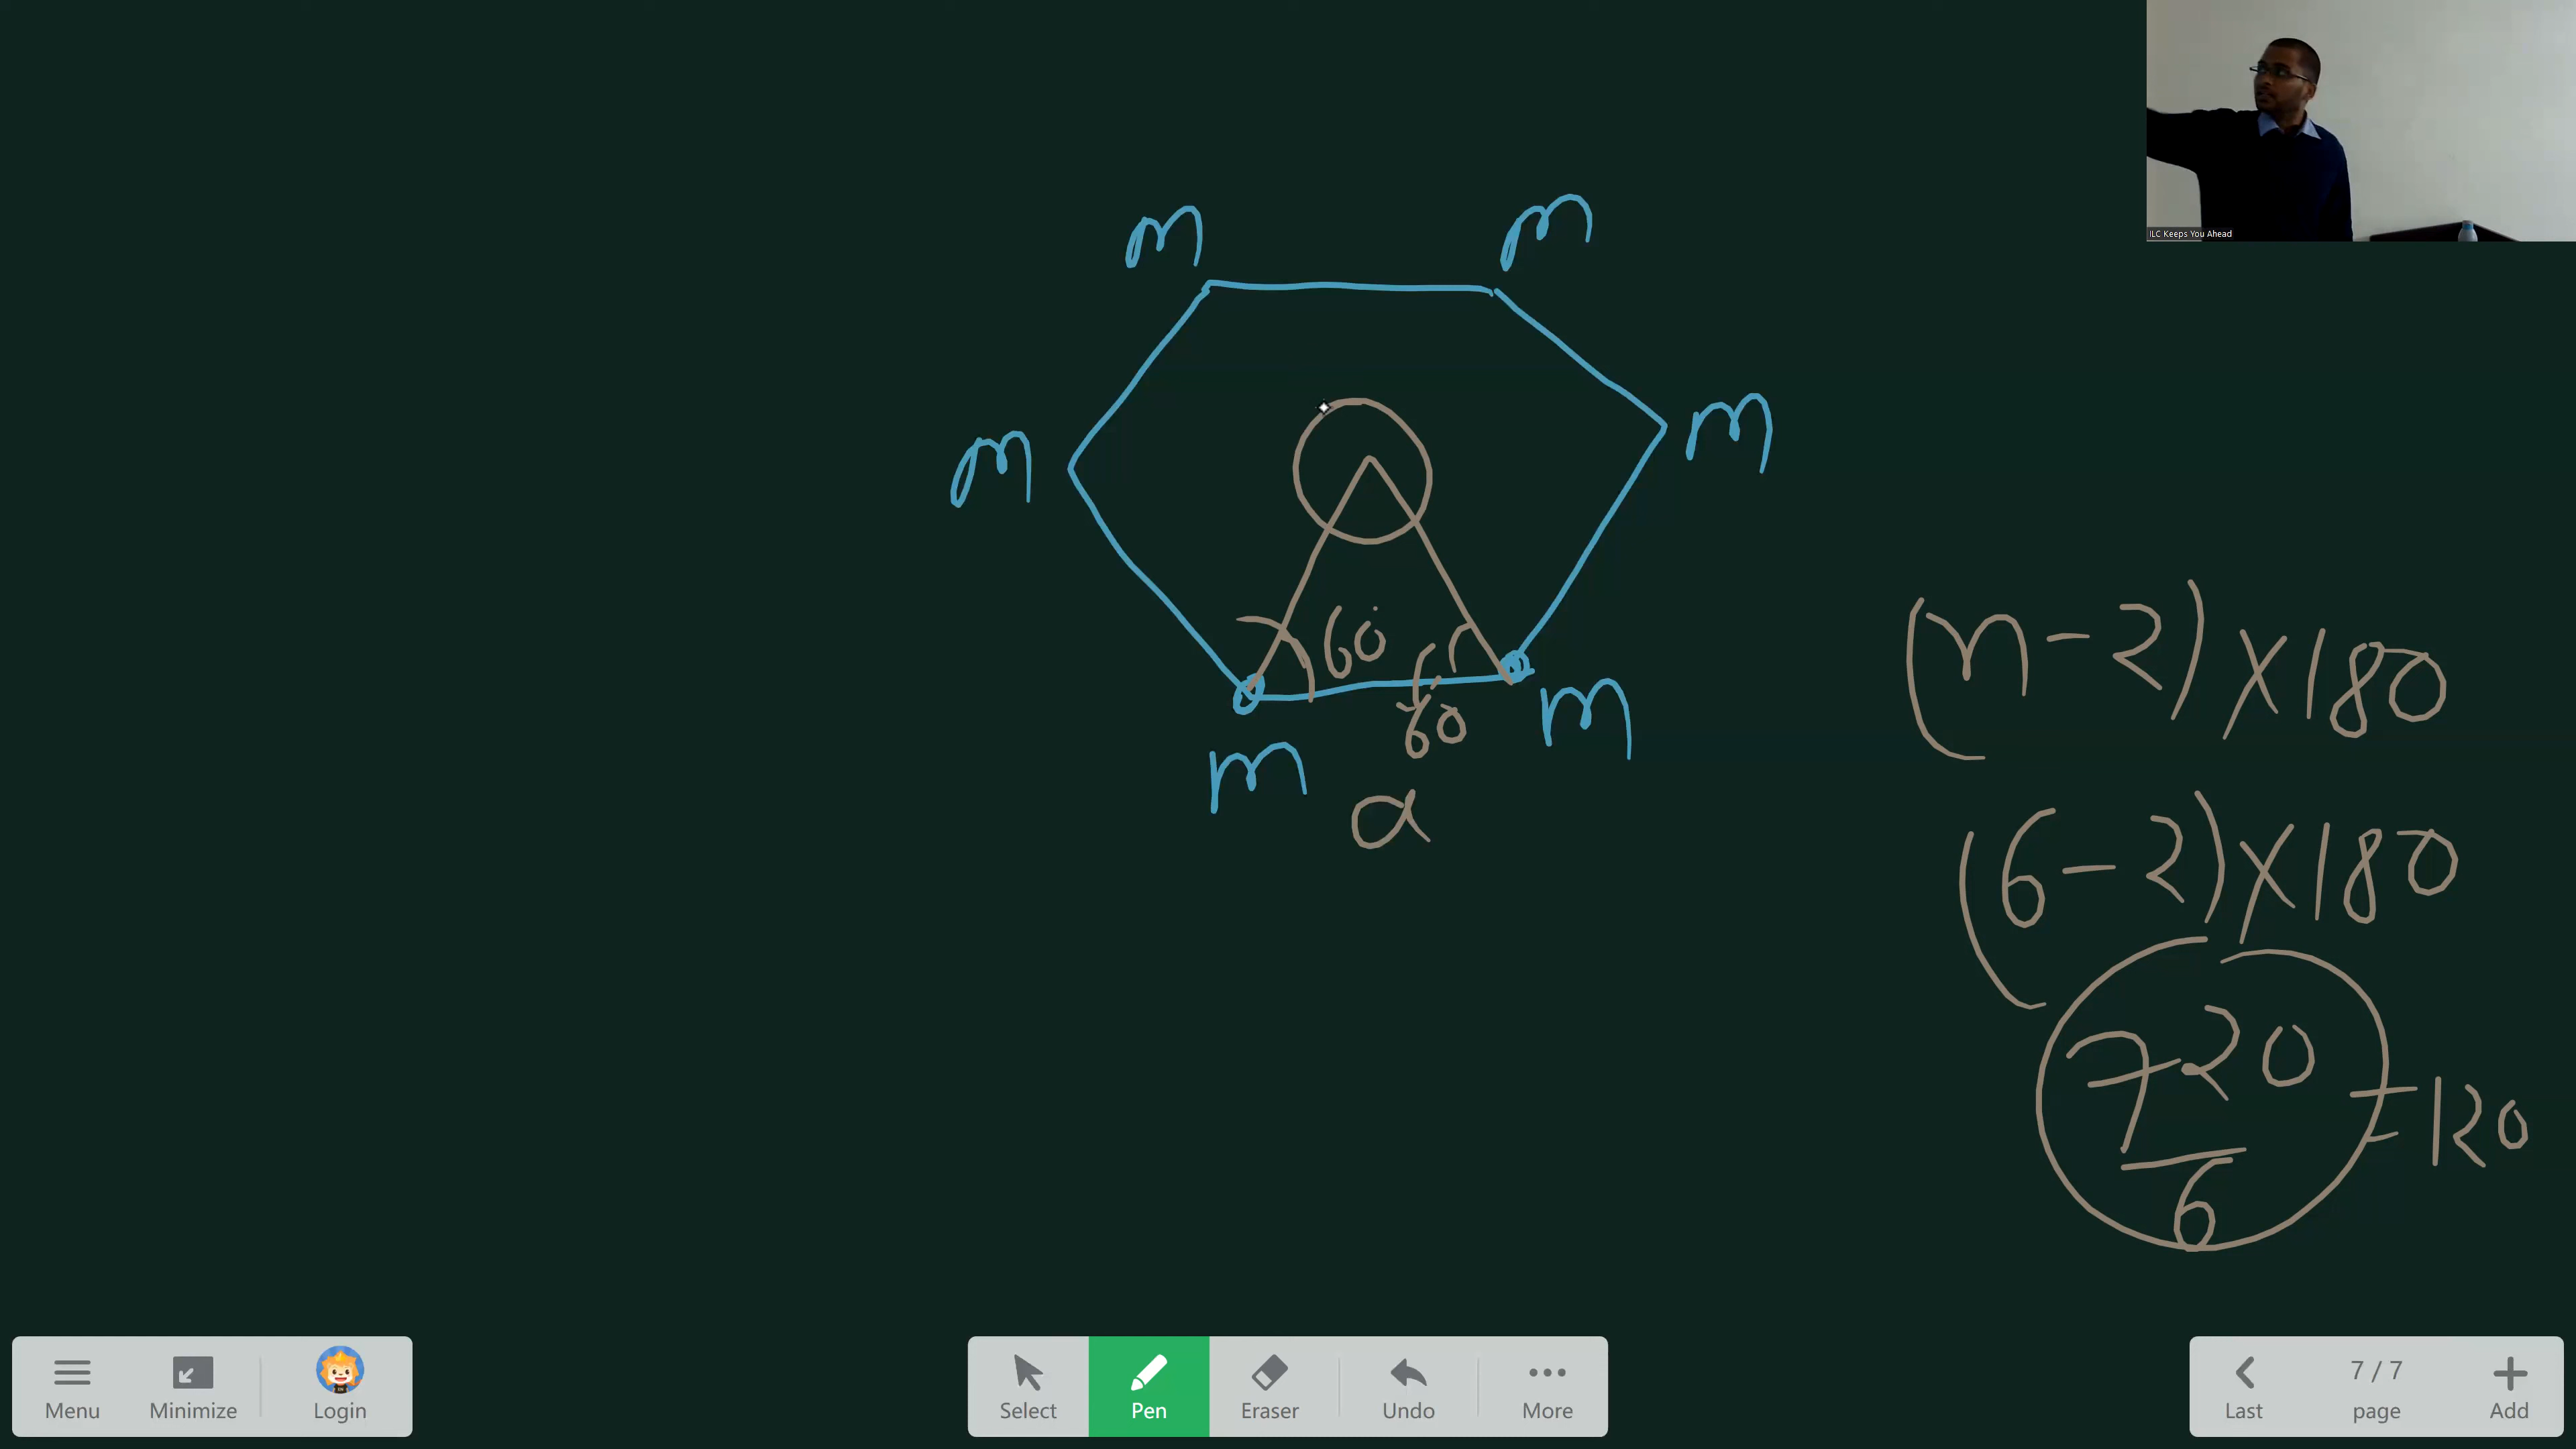 ILC Keeps You Ahead
m
m
m
m
60
60
m
m
a
(n-2)×180
(6-2)×180
720
6
=120
Menu
Minimize
Login
Select
Pen
Eraser
Undo
More
Last
7 / 7
page
Add